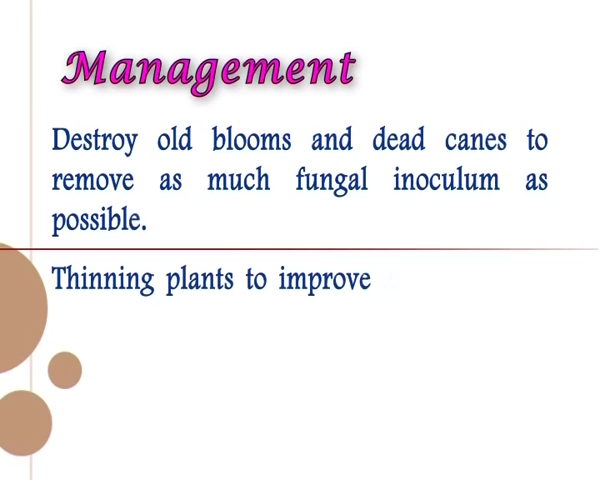 Management
Destroy old blooms and dead canes to
remove as much fungal inoculum as
possible.
Thinning plants to improve